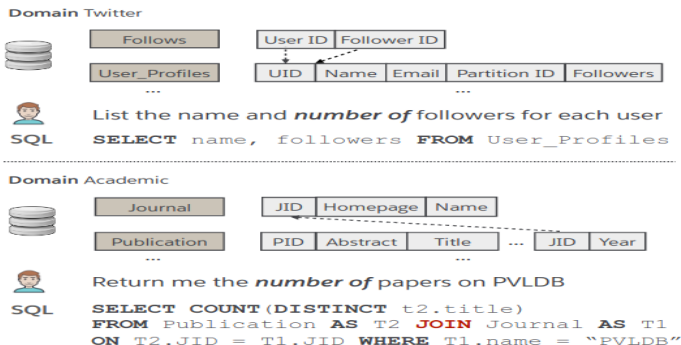 Domain Twitter
Follows User ID Follower ID
User_Profiles UID Name Email Partition ID Followers
... ...
List the name and number of followers for each user
SQL SELECT name, followers FROM User_Profiles
Domain Academic
Journal JID Homepage Name
Publication PID Abstract Title ... JID Year
... ...
Return me the number of papers on PVLDB
SQL SELECT COUNT(DISTINCT t2.title)
FROM Publication AS T2 JOIN Journal AS T1
ON T2.JID = T1.JID WHERE T1.name = “PVLDB”